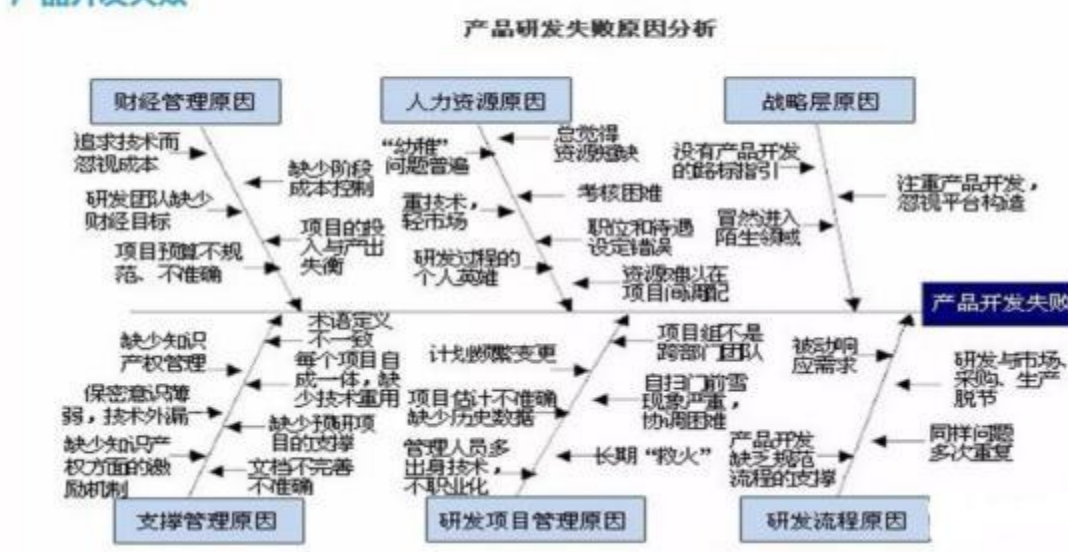 产品研发失败原因分析
财经管理原因
人力资源原因
战略层原因
追求技术而
忽视成本
研发团队缺少
财经目标
项目预算不规
范、不准确
缺少阶段
成本控制
项目的投
入与产出
失衡
“幼稚”
问题普遍
重技术，
轻市场
研发过程的
个人英雄
总觉得
资源短缺
考核困难
职位和待遇
设定错误
资源难以在
项目间调配
没有产品开发
的路标指引
冒然进入
陌生领域
注重产品开发，
忽视平台构造
产品开发失败
缺少知识
产权管理
保密意识薄
弱，技术外漏
缺少知识产
权方面的激
励机制
术语定义
不一致
每个项目自
成一体，缺
少技术重用
缺少预研项
目的支撑
文档不完善
不准确
计划频繁变更
项目估计不准确
缺少历史数据
管理人员多
出身技术，
不职业化
项目组不是
跨部门团队
自扫门前雪
现象严重，
协调困难
长期“救火”
被动响
应需求
产品开发
缺乏规范
流程的支撑
研发与市场、
采购、生产
脱节
同样问题
多次重复
支撑管理原因
研发项目管理原因
研发流程原因